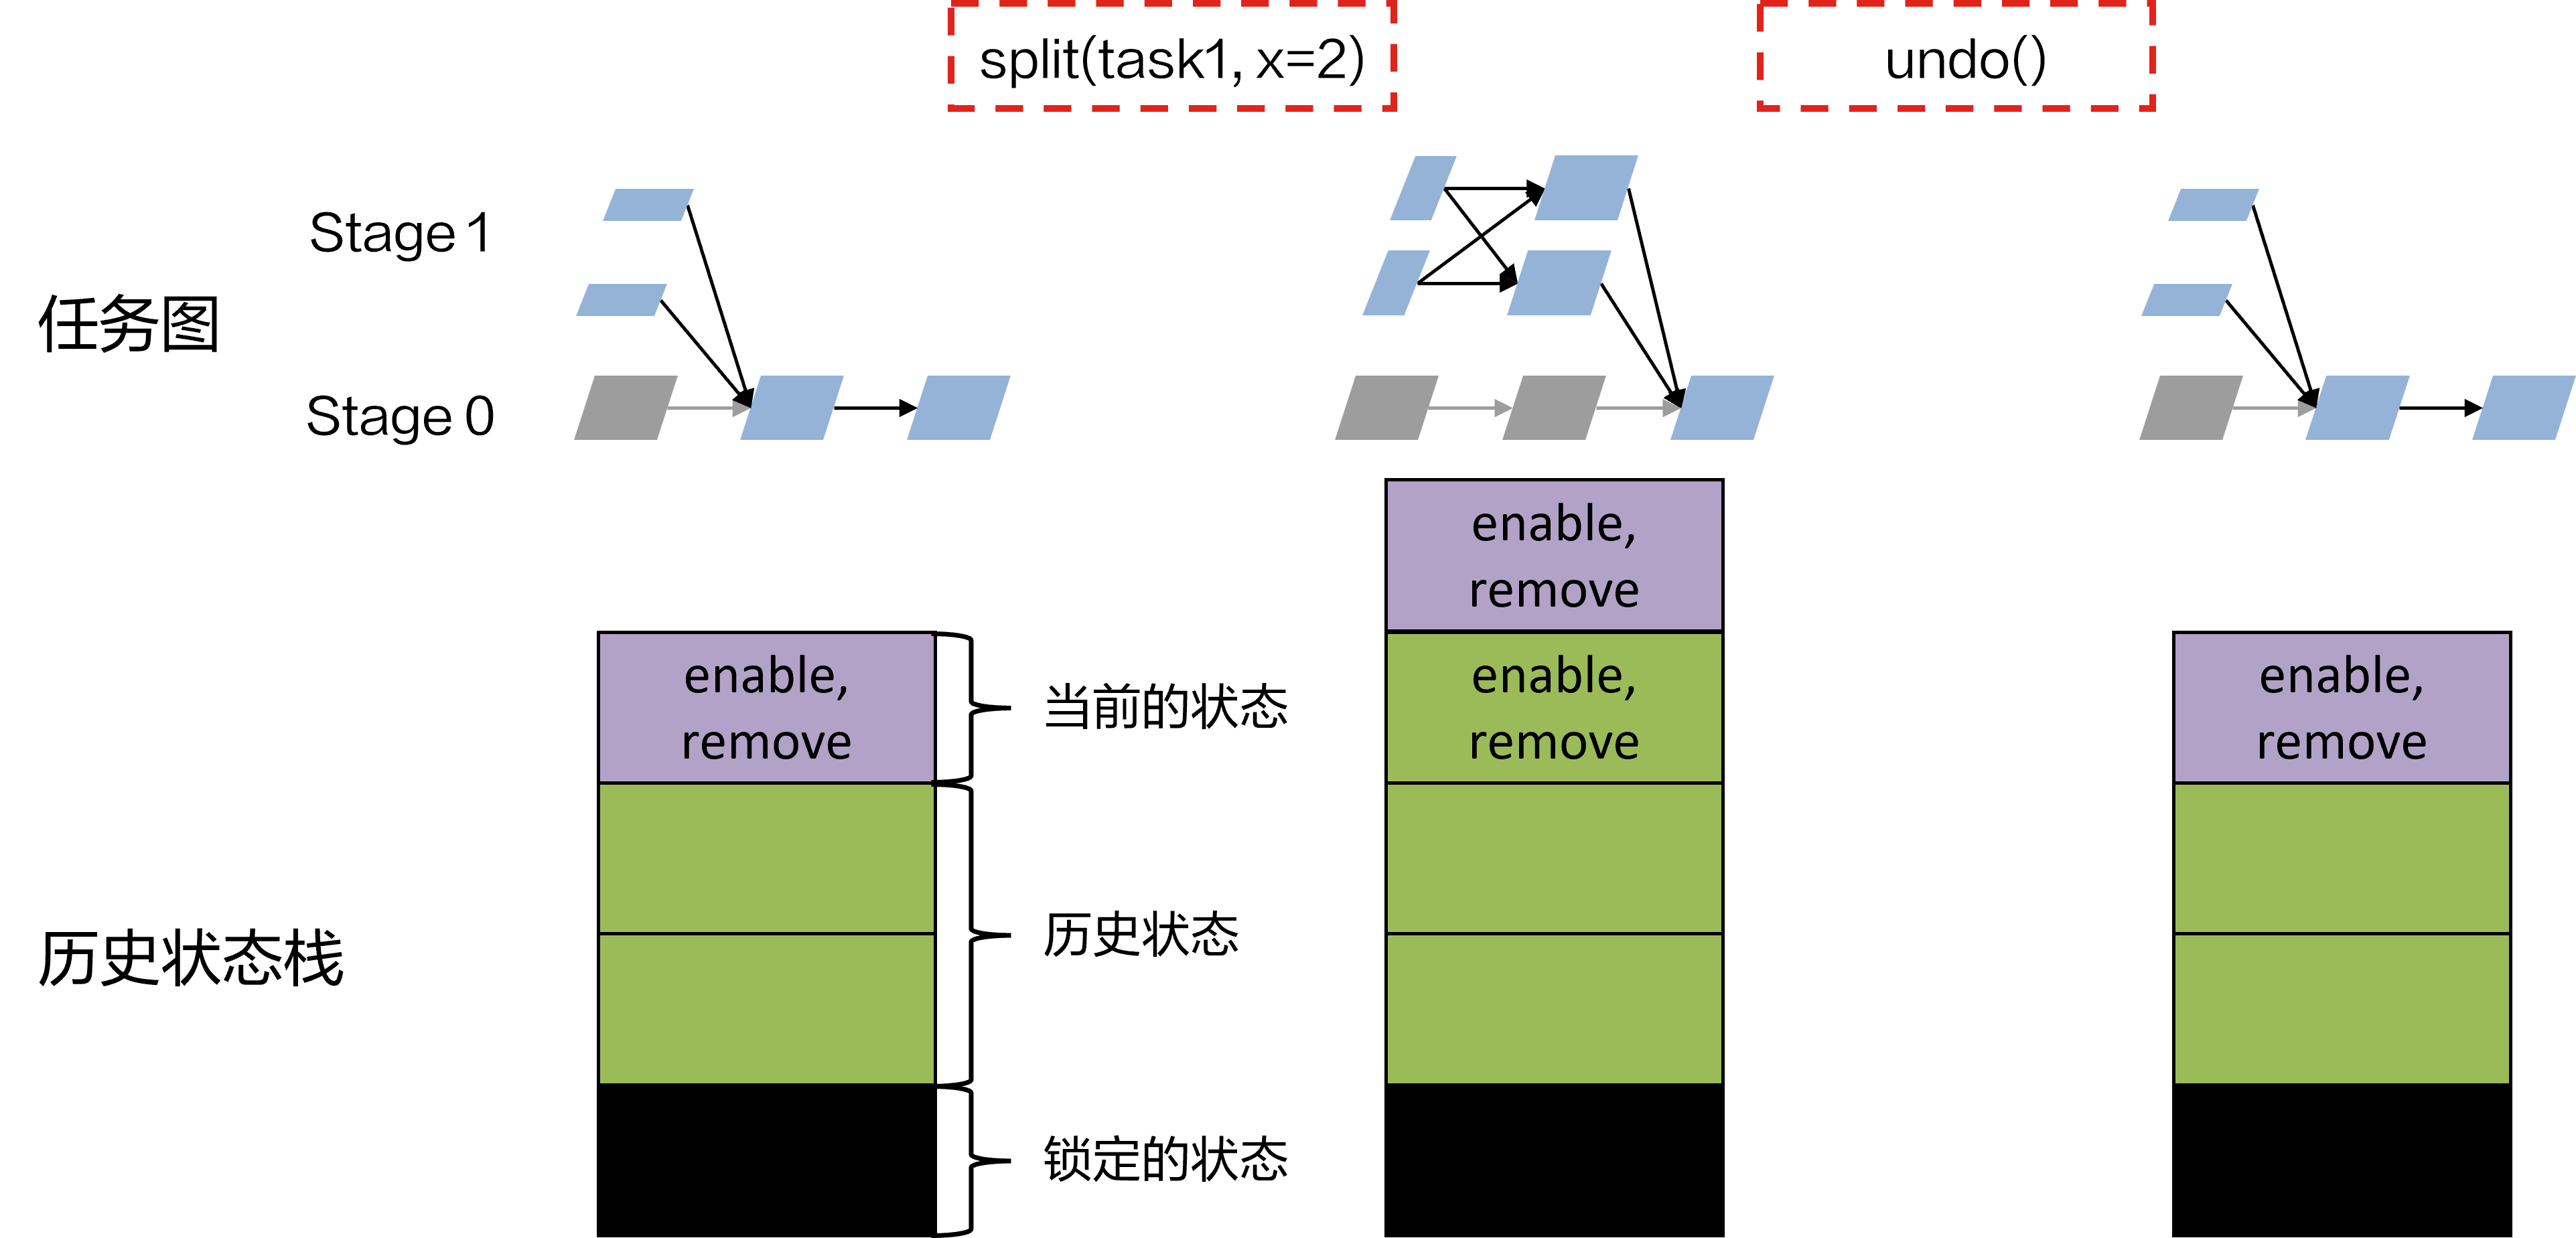 split(task1, x=2)
undo()
Stage 1
任务图
Stage 0
enable,
remove
enable,
remove
当前的状态
enable,
remove
enable,
remove
历史状态
历史状态栈
锁定的状态